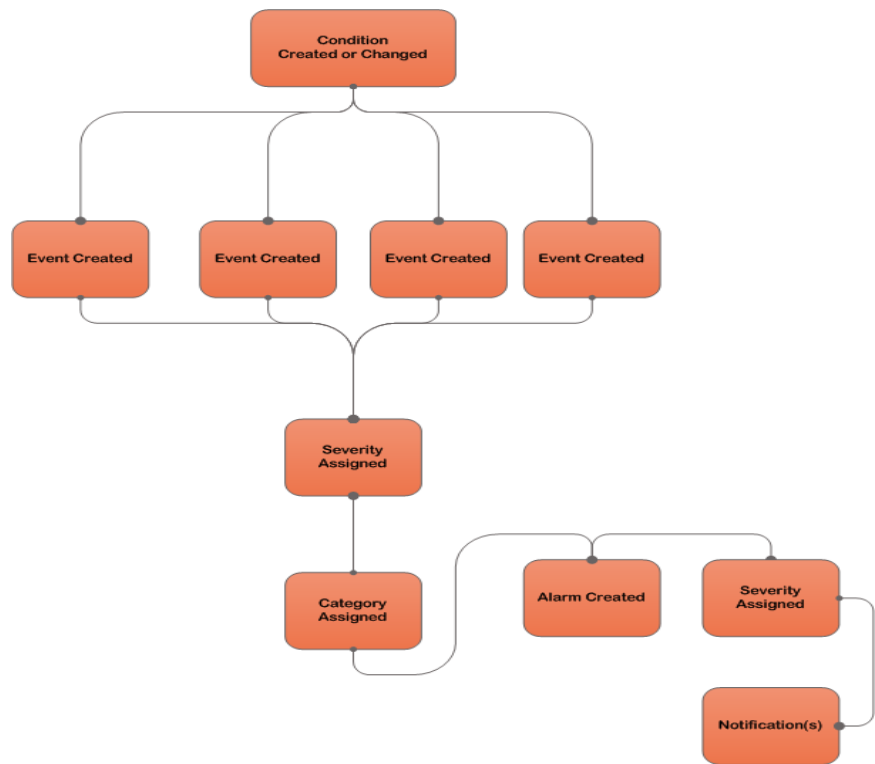 Condition
Created or Changed
Event Created
Event Created
Event Created
Event Created
Severity
Assigned
Category
Assigned
Alarm Created
Severity
Assigned
Notification(s)